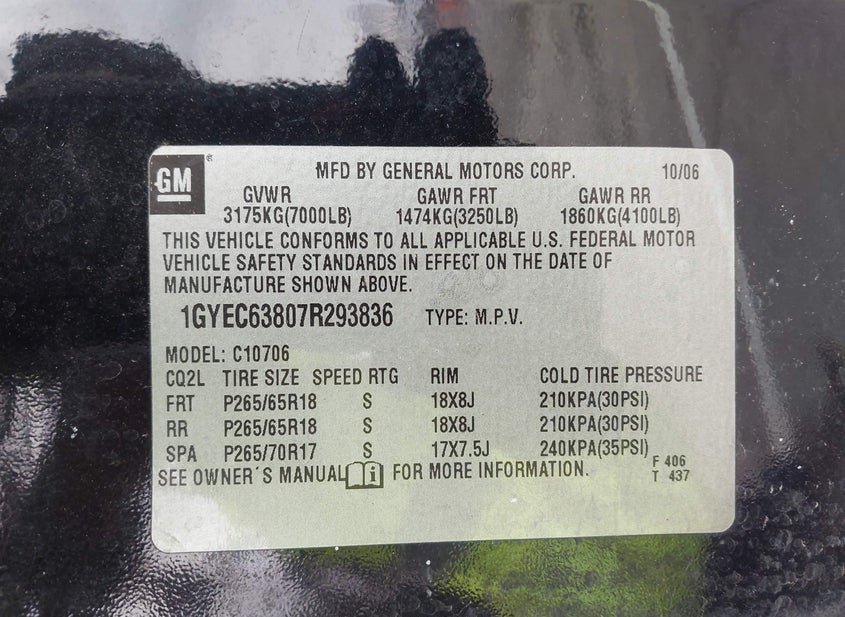 GM ® MFD BY GENERAL MOTORS CORP. 10/06
GVWR GAWR FRT GAWR RR
3175KG(7000LB) 1474KG(3250LB) 1860KG(4100LB)
THIS VEHICLE CONFORMS TO ALL APPLICABLE U.S. FEDERAL MOTOR
VEHICLE SAFETY STANDARDS IN EFFECT ON THE DATE OF
MANUFACTURE SHOWN ABOVE.
1GYEC63807R293836 TYPE: M.P.V.
MODEL: C10706
CQ2L TIRE SIZE SPEED RTG RIM COLD TIRE PRESSURE
FRT P265/65R18 S 18X8J 210KPA(30PSI)
RR P265/65R18 S 18X8J 210KPA(30PSI)
SPA P265/70R17 S 17X7.5J 240KPA(35PSI)
SEE OWNER´S MANUAL i FOR MORE INFORMATION.
F 406
T 437